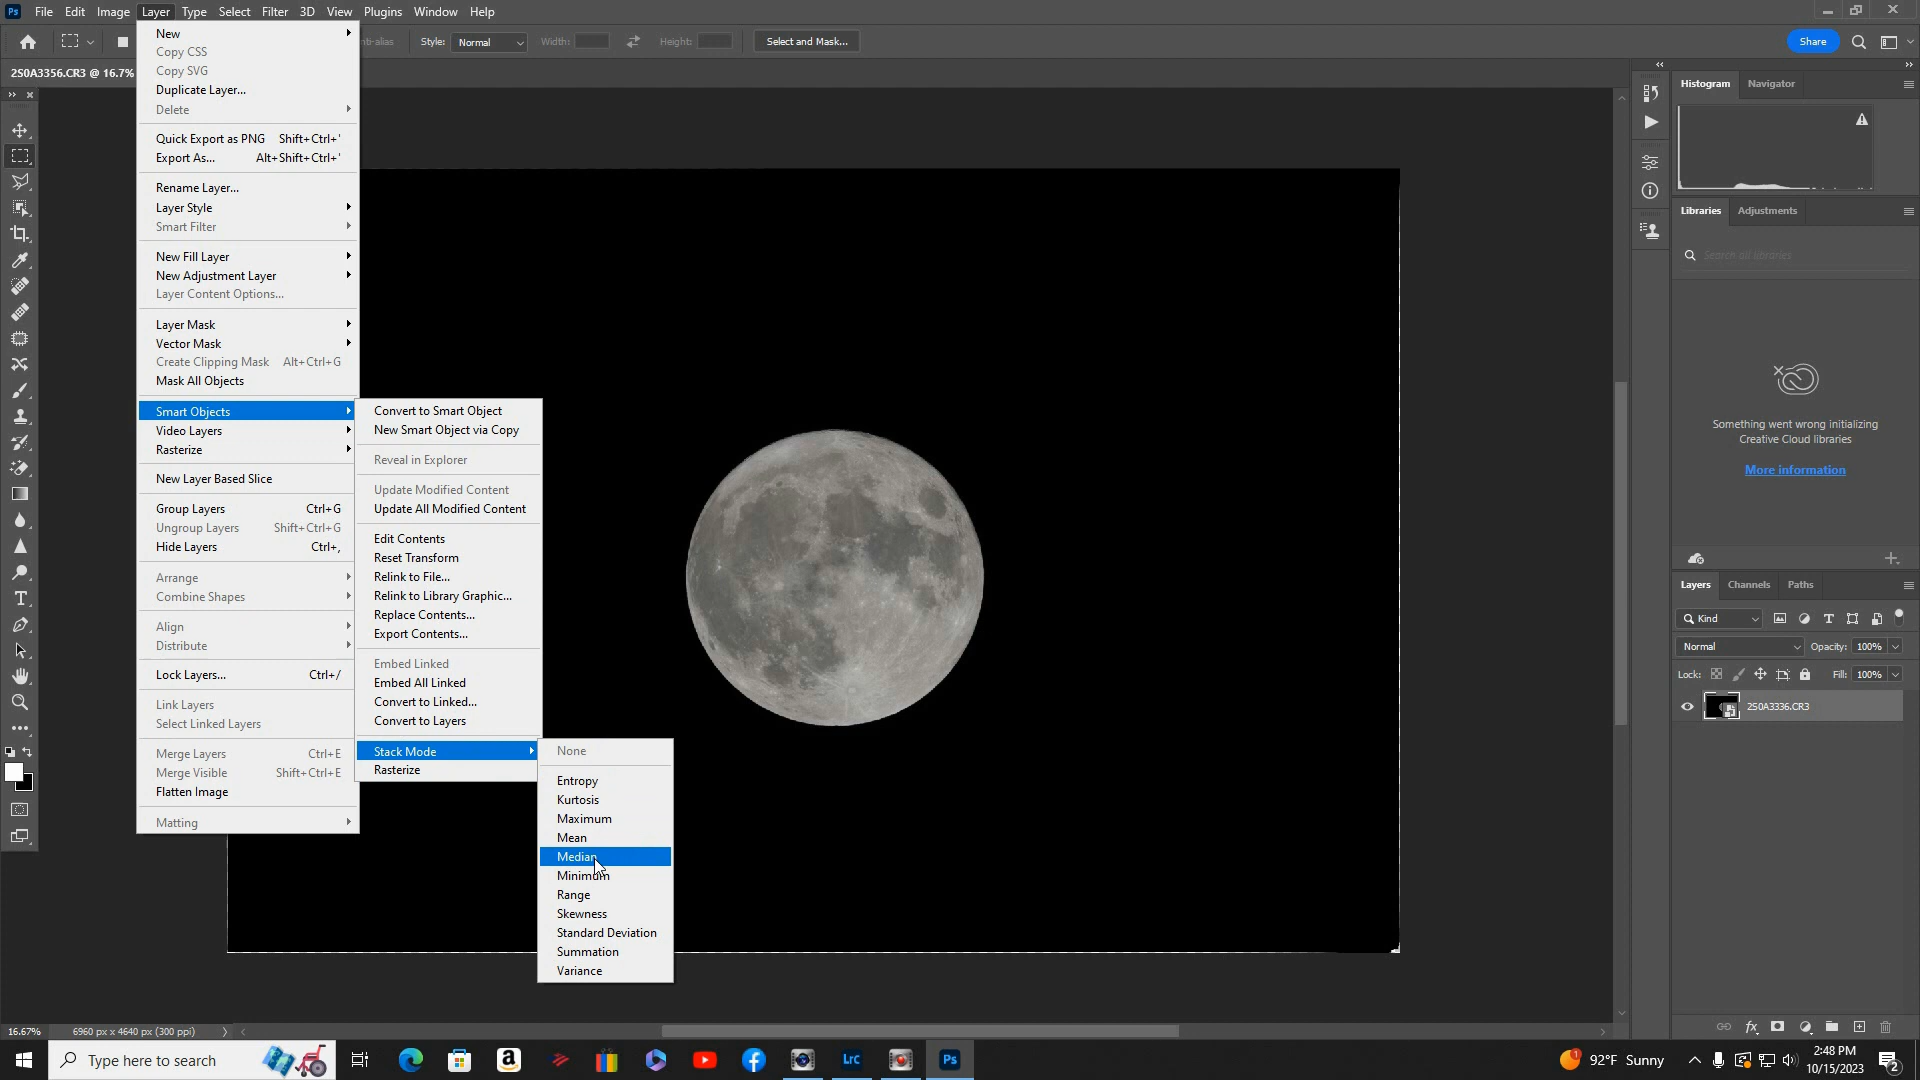 Ps File Edit Image Layer Type Select Filter 3D View Plugins Window Help
Style: Normal Width: Height: Select and Mask... Share
2S0A3356.CR3 @ 16.7%
New
Copy CSS
Copy SVG
Duplicate Layer...
Delete
Quick Export as PNG Shift+Ctrl+'
Export As... Alt+Shift+Ctrl+'
Rename Layer...
Layer Style
Smart Filter
New Fill Layer
New Adjustment Layer
Layer Content Options...
Layer Mask
Vector Mask
Create Clipping Mask Alt+Ctrl+G
Mask All Objects
Smart Objects
Video Layers
Rasterize
New Layer Based Slice
Group Layers Ctrl+G
Ungroup Layers Shift+Ctrl+G
Hide Layers Ctrl+,
Arrange
Combine Shapes
Align
Distribute
Lock Layers... Ctrl+/
Link Layers
Select Linked Layers
Merge Layers Ctrl+E
Merge Visible Shift+Ctrl+E
Flatten Image
Matting
Convert to Smart Object
New Smart Object via Copy
Reveal in Explorer
Update Modified Content
Update All Modified Content
Edit Contents
Reset Transform
Relink to File...
Relink to Library Graphic...
Replace Contents...
Export Contents...
Embed Linked
Embed All Linked
Convert to Linked...
Convert to Layers
Stack Mode
Rasterize
None
Entropy
Kurtosis
Maximum
Mean
Median
Minimum
Range
Skewness
Standard Deviation
Summation
Variance
Histogram Navigator
Libraries Adjustments
Search all libraries
Something went wrong initializing
Creative Cloud libraries
More information
Layers Channels Paths
Kind
Normal Opacity: 100%
Lock: Fill: 100%
2S0A3336.CR3
16.67% 6960 px x 4640 px (300 ppi)
Type here to search
Lrc Ps
92°F Sunny
2:48 PM
10/15/2023